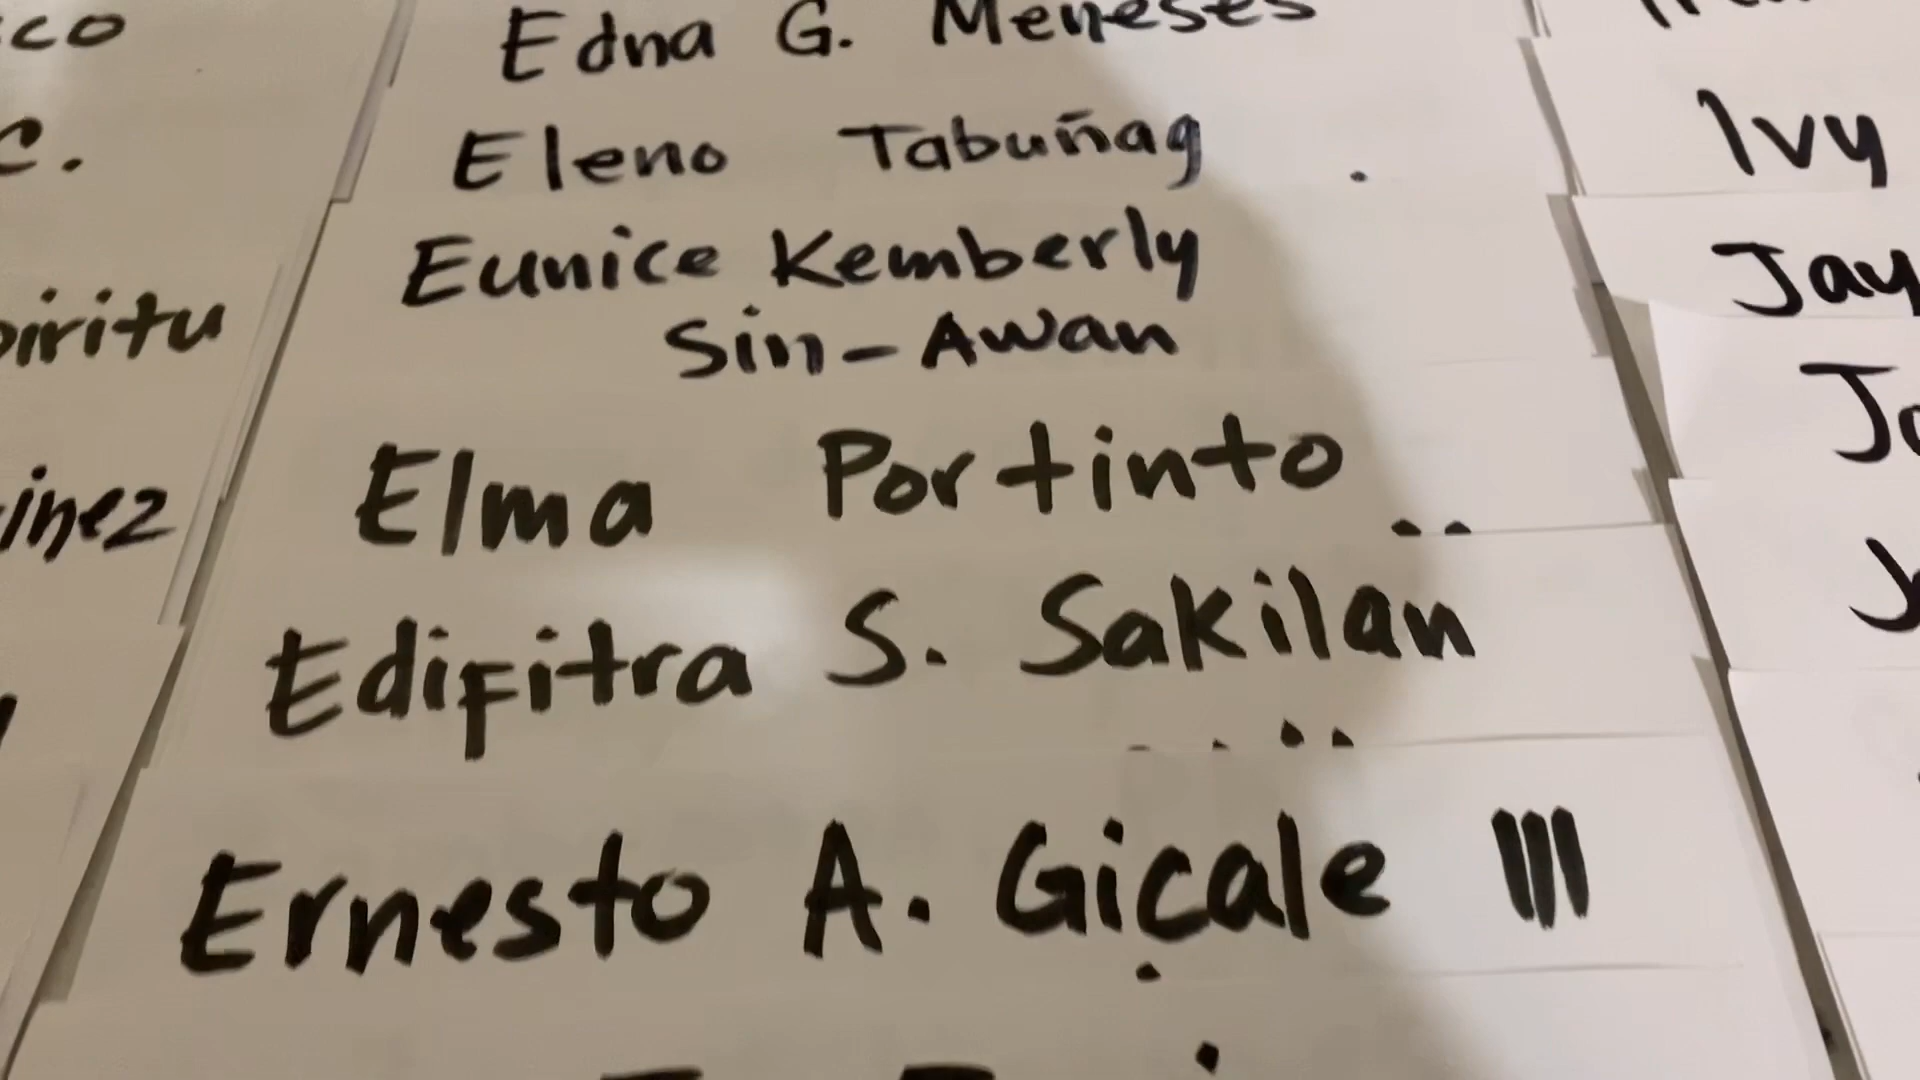 co
c.
piritu
inez
Edna G. Meneses
Eleno Tabuñag
Eunice Kemberly
Sin-Awan
Elma Portinto
Edifitra S. Sakilan
Ernesto A. Gicale III
Ivy
Jay